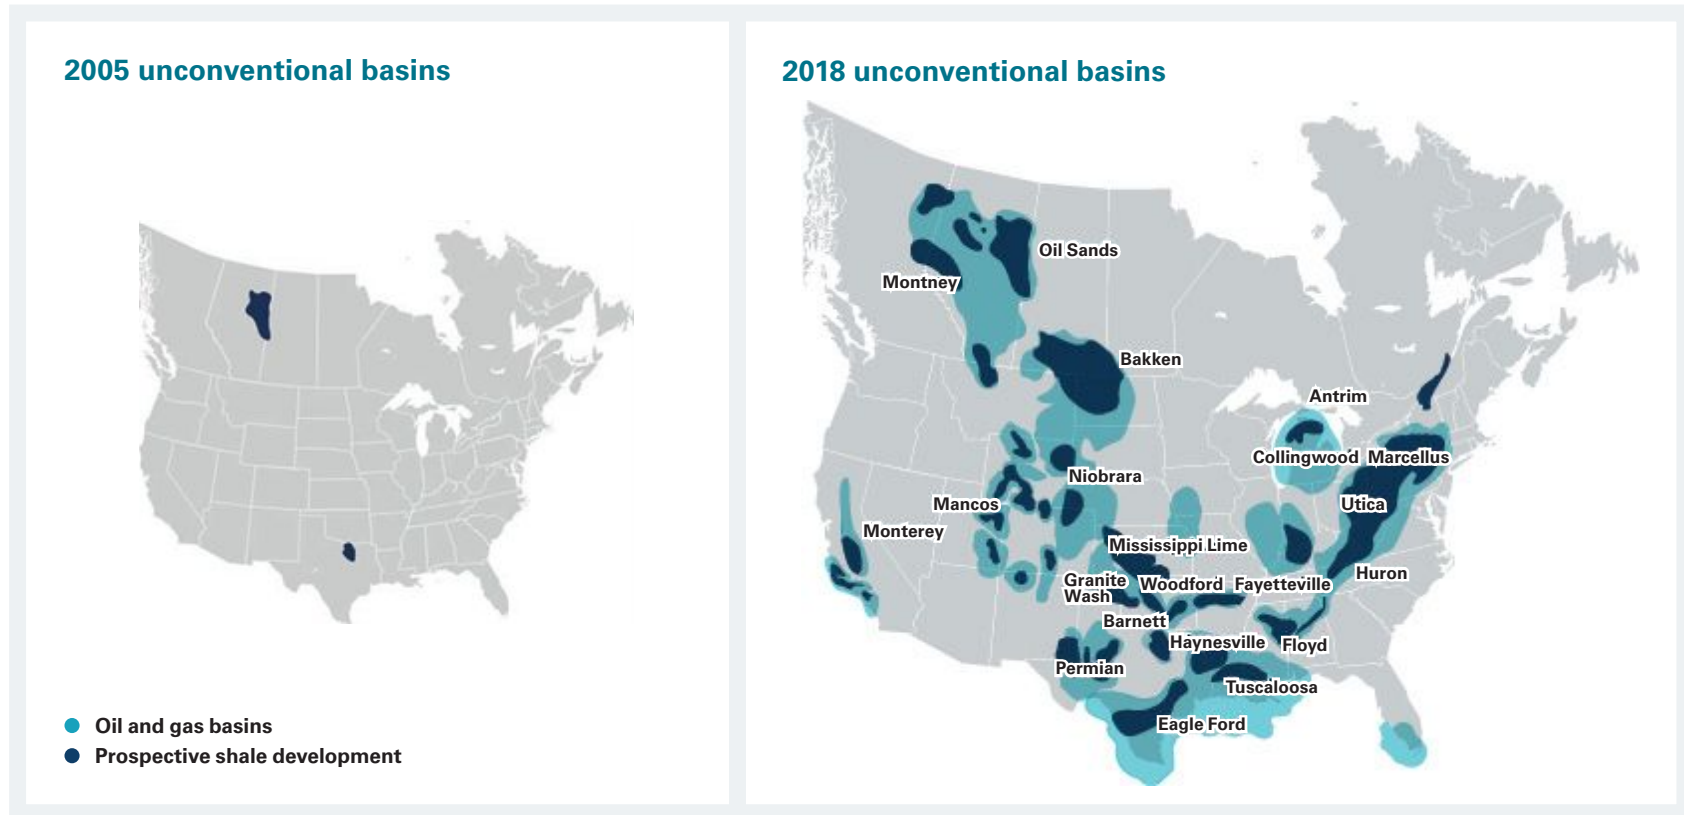 2005 unconventional basins
Oil and gas basins
Prospective shale development
2018 unconventional basins
Oil Sands
Montney
Bakken
Antrim
Collingwood
Marcellus
Niobrara
Mancos
Utica
Monterey
Mississippi Lime
Huron
Granite
Wash
Woodford
Fayetteville
Barnett
Haynesville
Floyd
Permian
Tuscaloosa
Eagle Ford